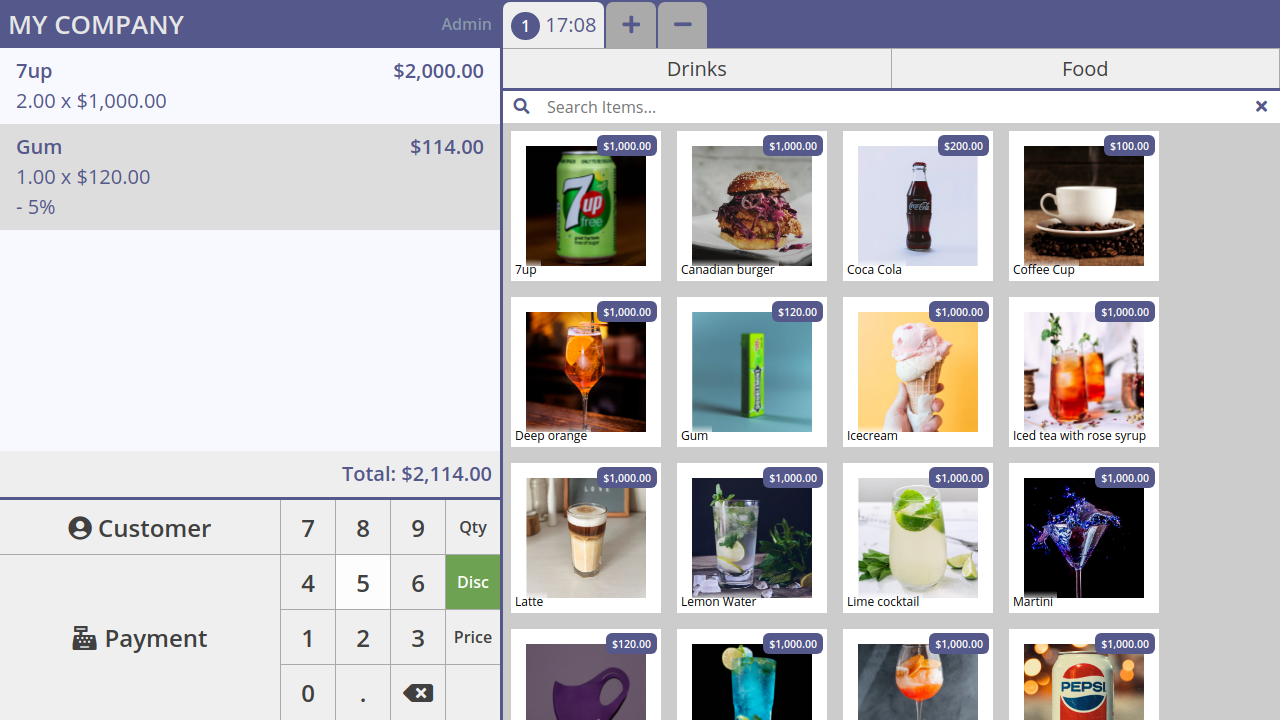 MY COMPANY
Admin
1 17:08
7up $2,000.00
2.00 x $1,000.00
Gum $114.00
1.00 x $120.00
- 5%
Total: $2,114.00
Customer
Payment
7 8 9 Qty
4 5 6 Disc
1 2 3 Price
0 .
Drinks Food
Search Items...
$1,000.00
7up free
7up
$1,000.00
Canadian burger
$200.00
Coca-Cola
Coca Cola
$100.00
Coffee Cup
$1,000.00
Deep orange
$120.00
Gum
$1,000.00
Icecream
$1,000.00
Iced tea with rose syrup
$1,000.00
LOVE
Latte
$1,000.00
Lemon Water
$1,000.00
Lime cocktail
$1,000.00
Martini
$120.00
$1,000.00
$1,000.00
$1,000.00
PEPSI